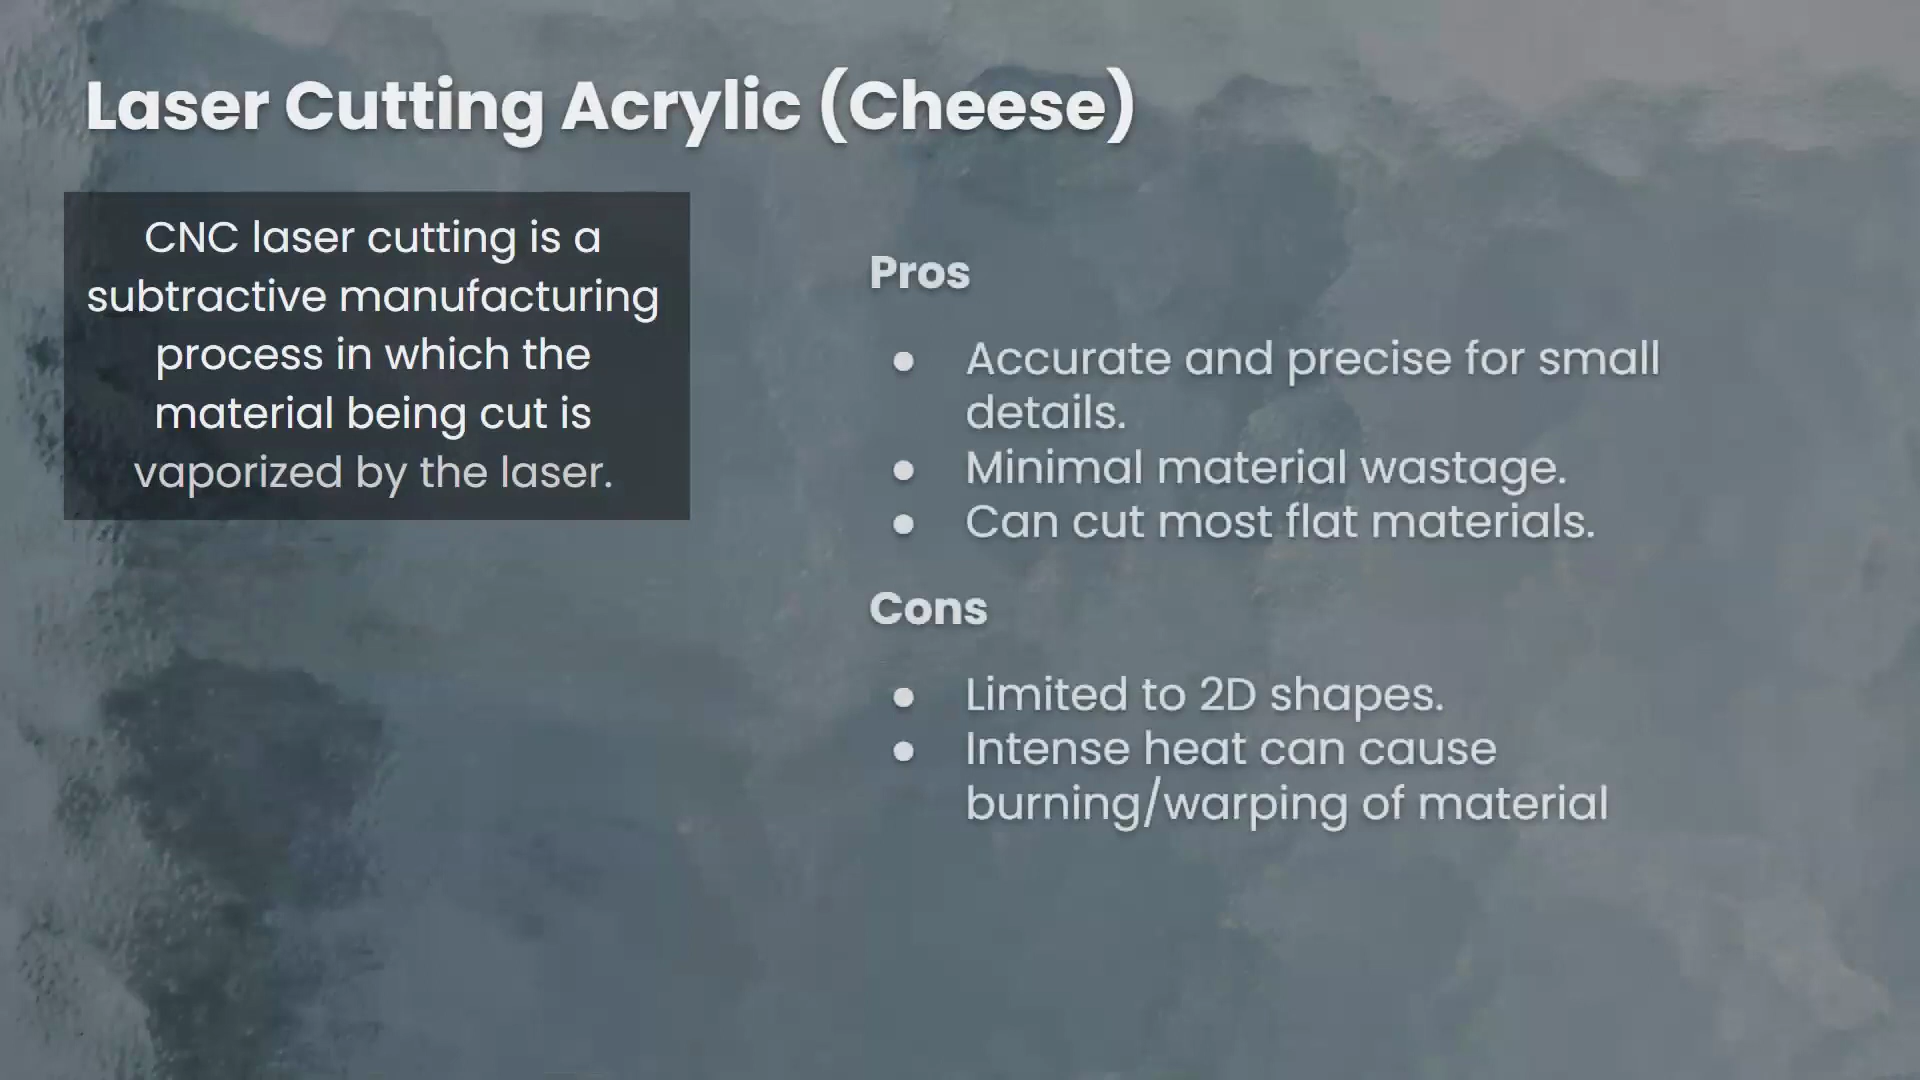 Laser Cutting Acrylic (Cheese)
CNC laser cutting is a
subtractive manufacturing
process in which the
material being cut is
vaporized by the laser.
Pros
● Accurate and precise for small
details.
● Minimal material wastage.
● Can cut most flat materials.
Cons
● Limited to 2D shapes.
● Intense heat can cause
burning/warping of material